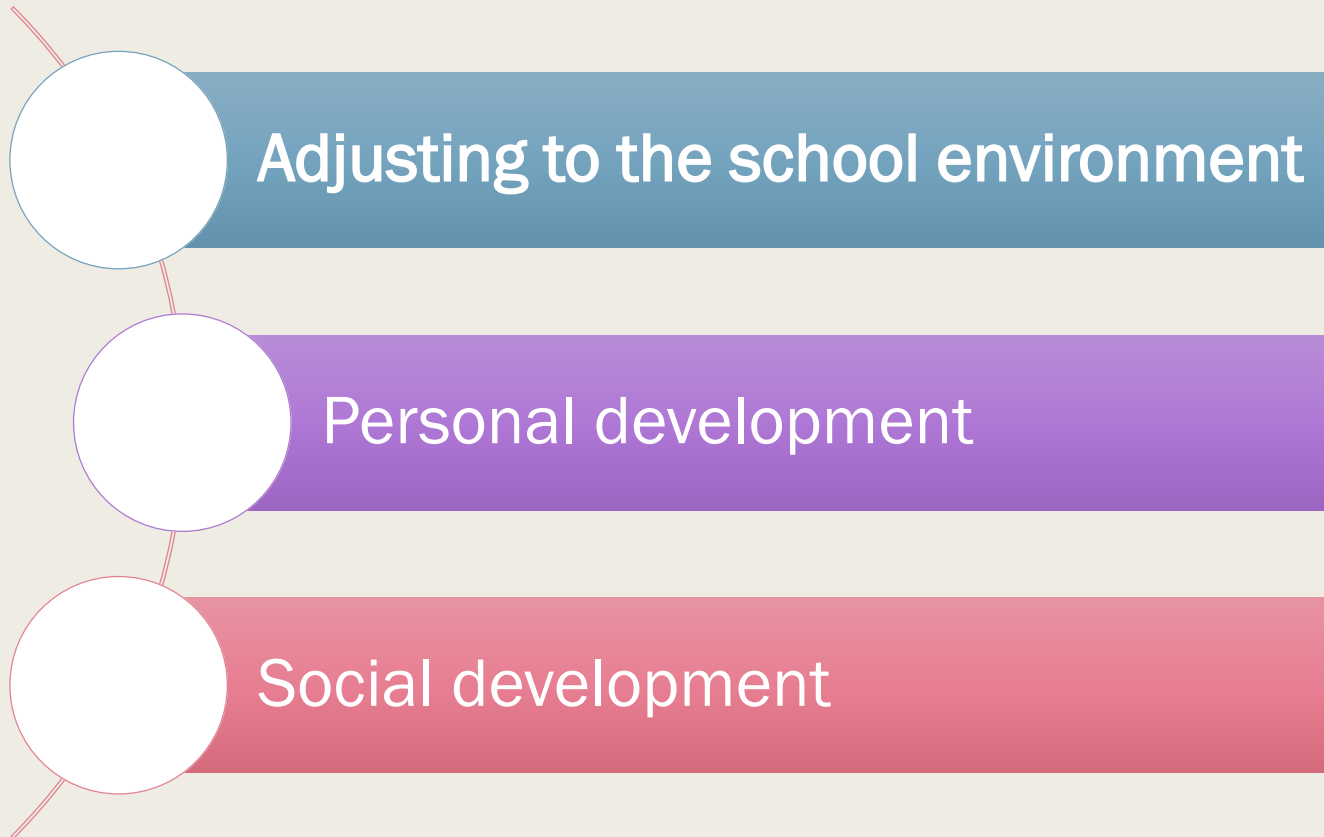 Adjusting to the school environment
Personal development
Social development